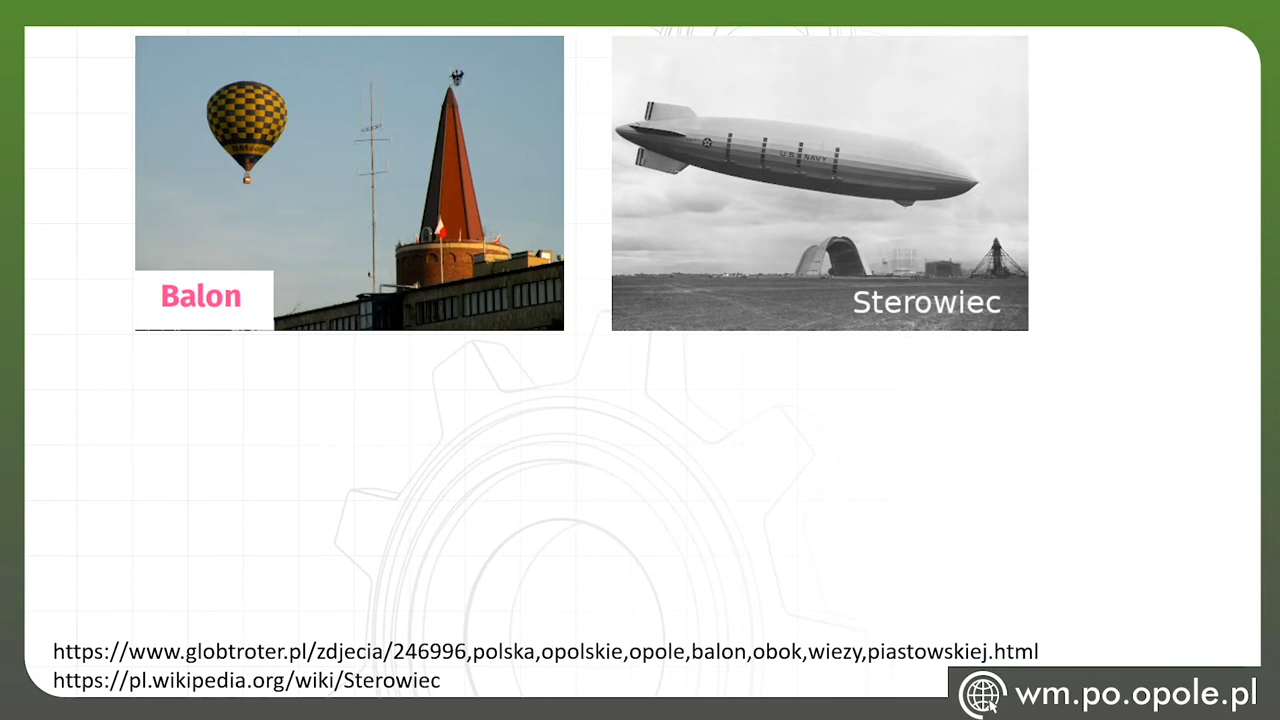 Balon
U.S. NAVY
Sterowiec
https://www.globtroter.pl/zdjecia/246996,polska,opolskie,opole,balon,obok,wiezy,piastowskiej.html
https://pl.wikipedia.org/wiki/Sterowiec
wm.po.opole.pl